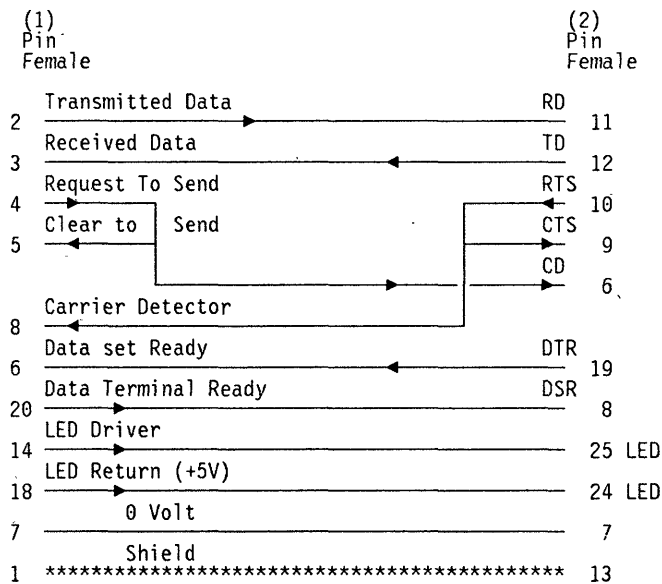 (1) (2)
Pin Pin
Female Female
Transmitted Data RD
2 11
Received Data TD
3 12
Request To Send RTS
4 10
Clear to Send CTS
5 9
CD
6
Carrier Detector
8
Data set Ready DTR
6 19
Data Terminal Ready DSR
20 8
LED Driver
14 25 LED
LED Return (+5V)
18 24 LED
0 Volt
7 7
Shield
1 ******************************************** 13